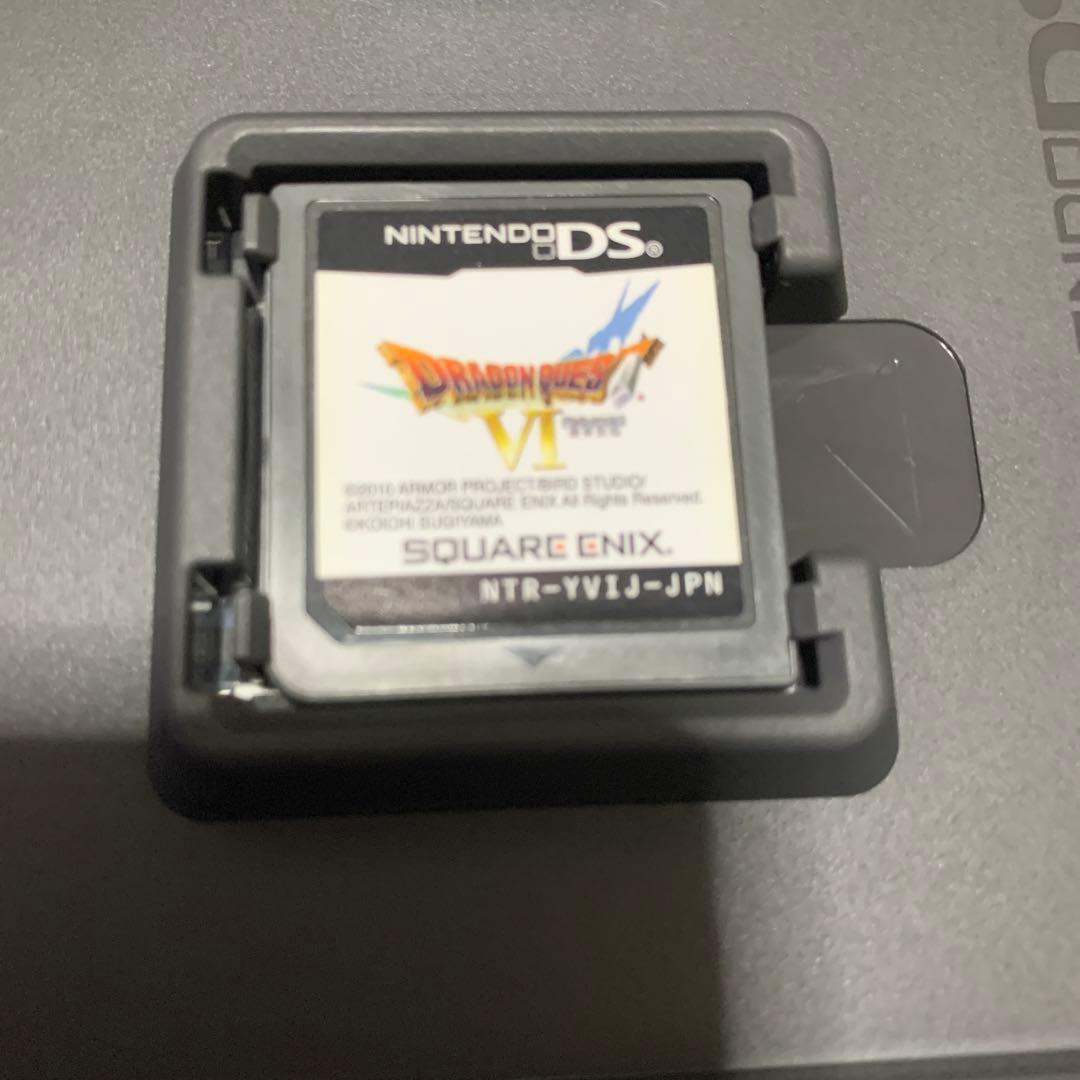 NINTENDO DS®
DRAGON QUEST
VI
©2010 ARMOR PROJECT/BIRD STUDIO/
ARTEPIAZZA/SQUARE ENIX All Rights Reserved.
©KOICHI SUGIYAMA
SQUARE ENIX.
NTR-YVIJ-JPN